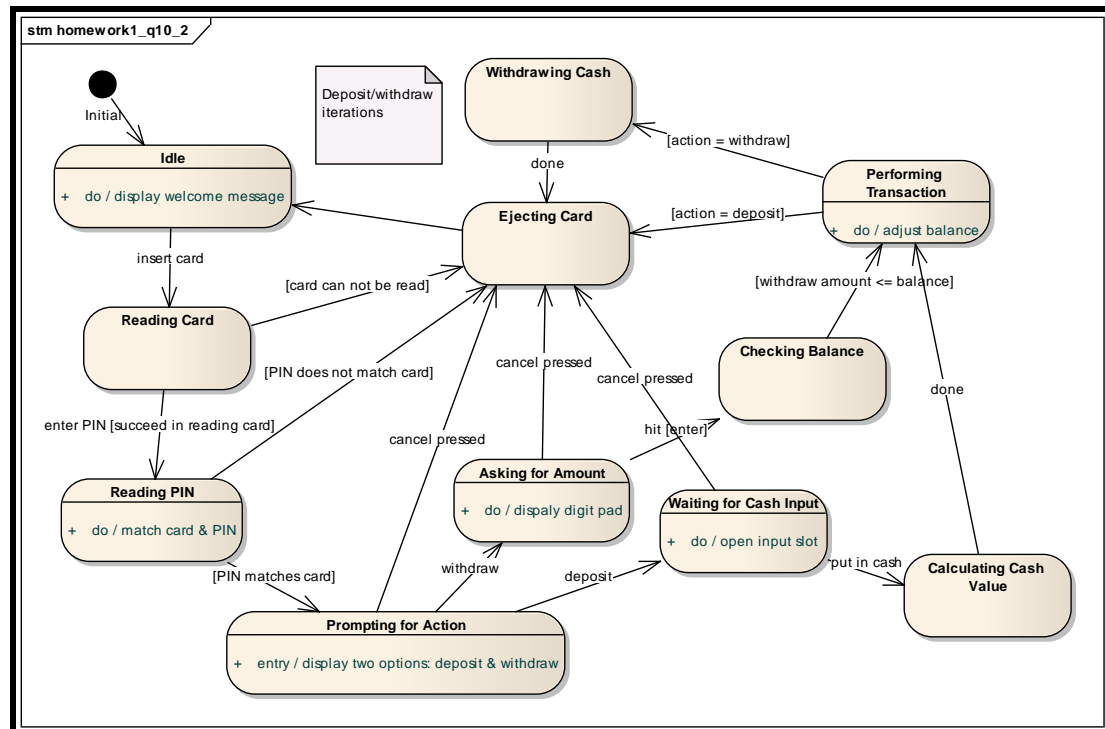 stm homework1_q10_2
Initial
Deposit/withdraw
iterations
Withdrawing Cash
[action = withdraw]
done
Idle
+ do / display welcome message
Performing
Transaction
+ do / adjust balance
Ejecting Card
[action = deposit]
insert card
[card can not be read]
[withdraw amount <= balance]
Reading Card
Checking Balance
[PIN does not match card]
cancel pressed
cancel pressed
done
enter PIN [succeed in reading card]
cancel pressed
hit [enter]
Asking for Amount
+ do / dispaly digit pad
Reading PIN
+ do / match card & PIN
Waiting for Cash Input
+ do / open input slot
[PIN matches card]
withdraw
deposit
put in cash
Calculating Cash
Value
Prompting for Action
+ entry / display two options: deposit & withdraw